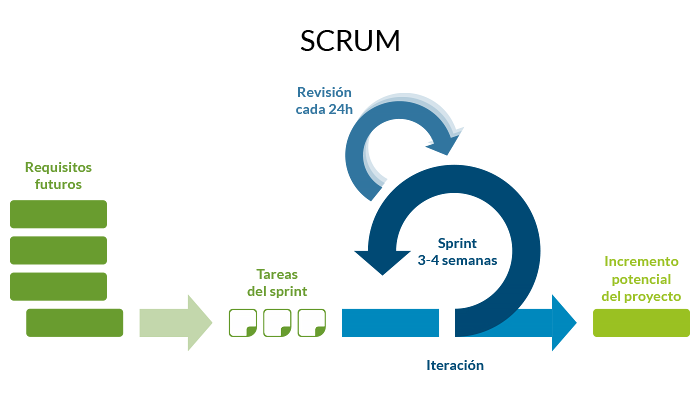 SCRUM
Revisión
cada 24h
Requisitos
futuros
Sprint
3-4 semanas
Tareas
del sprint
Incremento
potencial
del proyecto
Iteración